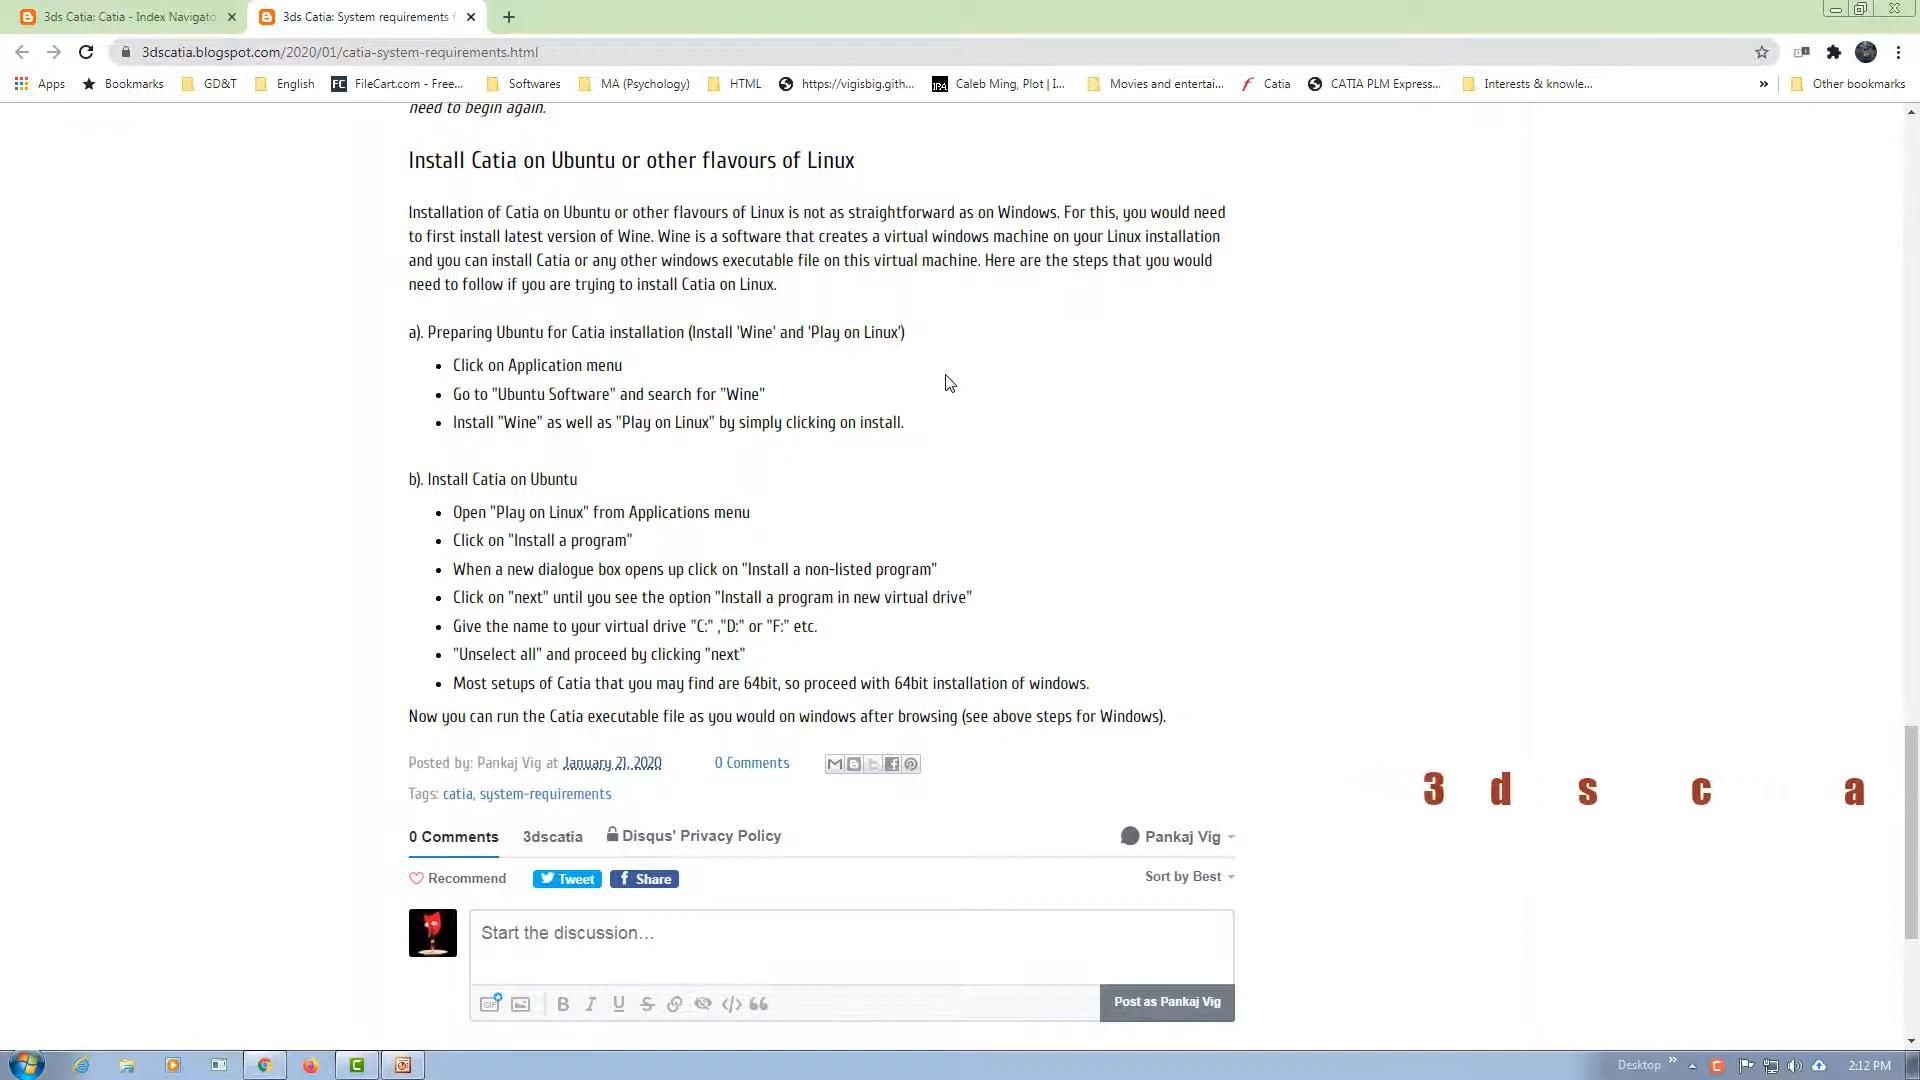 3ds Catia: Catia - Index Navigato
3ds Catia: System requirements f
3dscatia.blogspot.com/2020/01/catia-system-requirements.html
Apps
Bookmarks
GD&T
English
FileCart.com - Free...
Softwares
MA (Psychology)
HTML
https://vigisbig.gith...
Caleb Ming, Plot | I...
Movies and entertai...
Catia
CATIA PLM Express...
Interests & knowle...
»
Other bookmarks
need to begin again.
Install Catia on Ubuntu or other flavours of Linux
Installation of Catia on Ubuntu or other flavours of Linux is not as straightforward as on Windows. For this, you would need
to first install latest version of Wine. Wine is a software that creates a virtual windows machine on your Linux installation
and you can install Catia or any other windows executable file on this virtual machine. Here are the steps that you would
need to follow if you are trying to install Catia on Linux.
a). Preparing Ubuntu for Catia installation (Install 'Wine' and 'Play on Linux')
• Click on Application menu
• Go to "Ubuntu Software" and search for "Wine"
• Install "Wine" as well as "Play on Linux" by simply clicking on install.
b). Install Catia on Ubuntu
• Open "Play on Linux" from Applications menu
• Click on "Install a program"
• When a new dialogue box opens up click on "Install a non-listed program"
• Click on "next" until you see the option "Install a program in new virtual drive"
• Give the name to your virtual drive "C:" ,"D:" or "F:" etc.
• "Unselect all" and proceed by clicking "next"
• Most setups of Catia that you may find are 64bit, so proceed with 64bit installation of windows.
Now you can run the Catia executable file as you would on windows after browsing (see above steps for Windows).
Posted by: Pankaj Vig at January 21, 2020 0 Comments
Tags: catia, system-requirements
3 d s c a
0 Comments 3dscatia Disqus' Privacy Policy Pankaj Vig
Recommend Tweet Share Sort by Best
Start the discussion...
GIF B I U S </>
Post as Pankaj Vig
Desktop » 2:12 PM